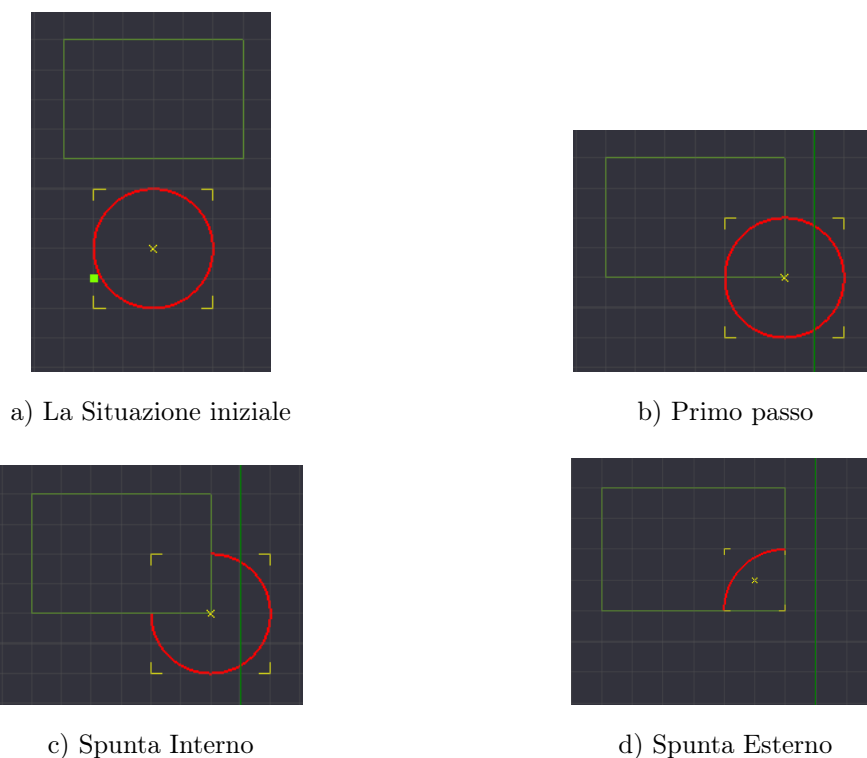 a) La Situazione iniziale
b) Primo passo
c) Spunta Interno
d) Spunta Esterno